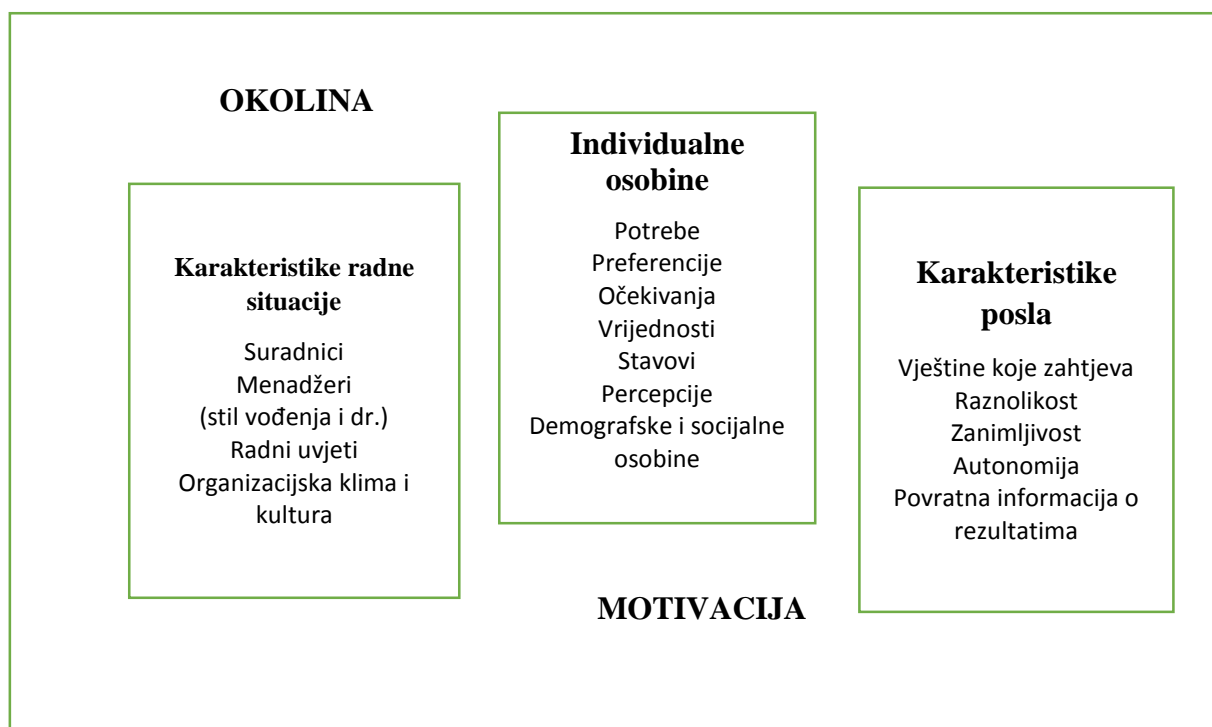 OKOLINA
Karakteristike radne
situacije
Suradnici
Menadžeri
(stil vođenja i dr.)
Radni uvjeti
Organizacijska klima i
kultura
Individualne
osobine
Potrebe
Preferencije
Očekivanja
Vrijednosti
Stavovi
Percepcije
Demografske i socijalne
osobine
Karakteristike
posla
Vještine koje zahtjeva
Raznolikost
Zanimljivost
Autonomija
Povratna informacija o
rezultatima
MOTIVACIJA